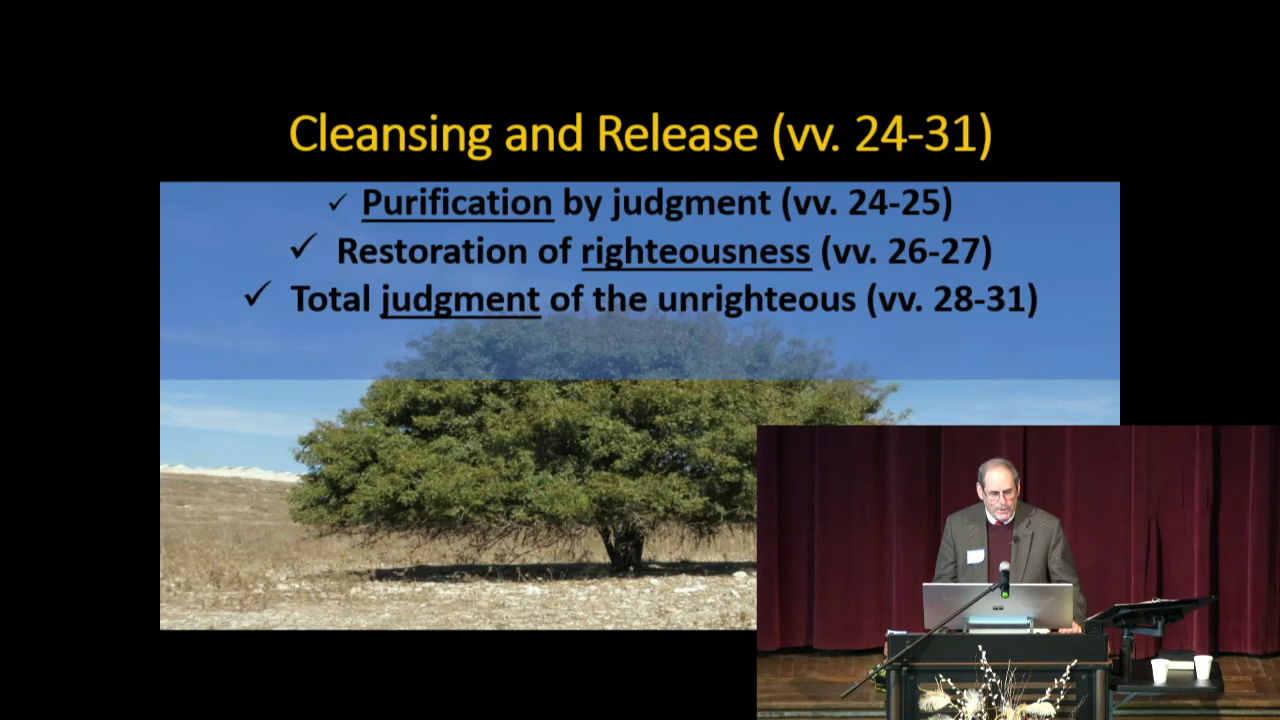 Cleansing and Release (vv. 24-31)
✓ Purification by judgment (vv. 24-25)
✓ Restoration of righteousness (vv. 26-27)
✓ Total judgment of the unrighteous (vv. 28-31)